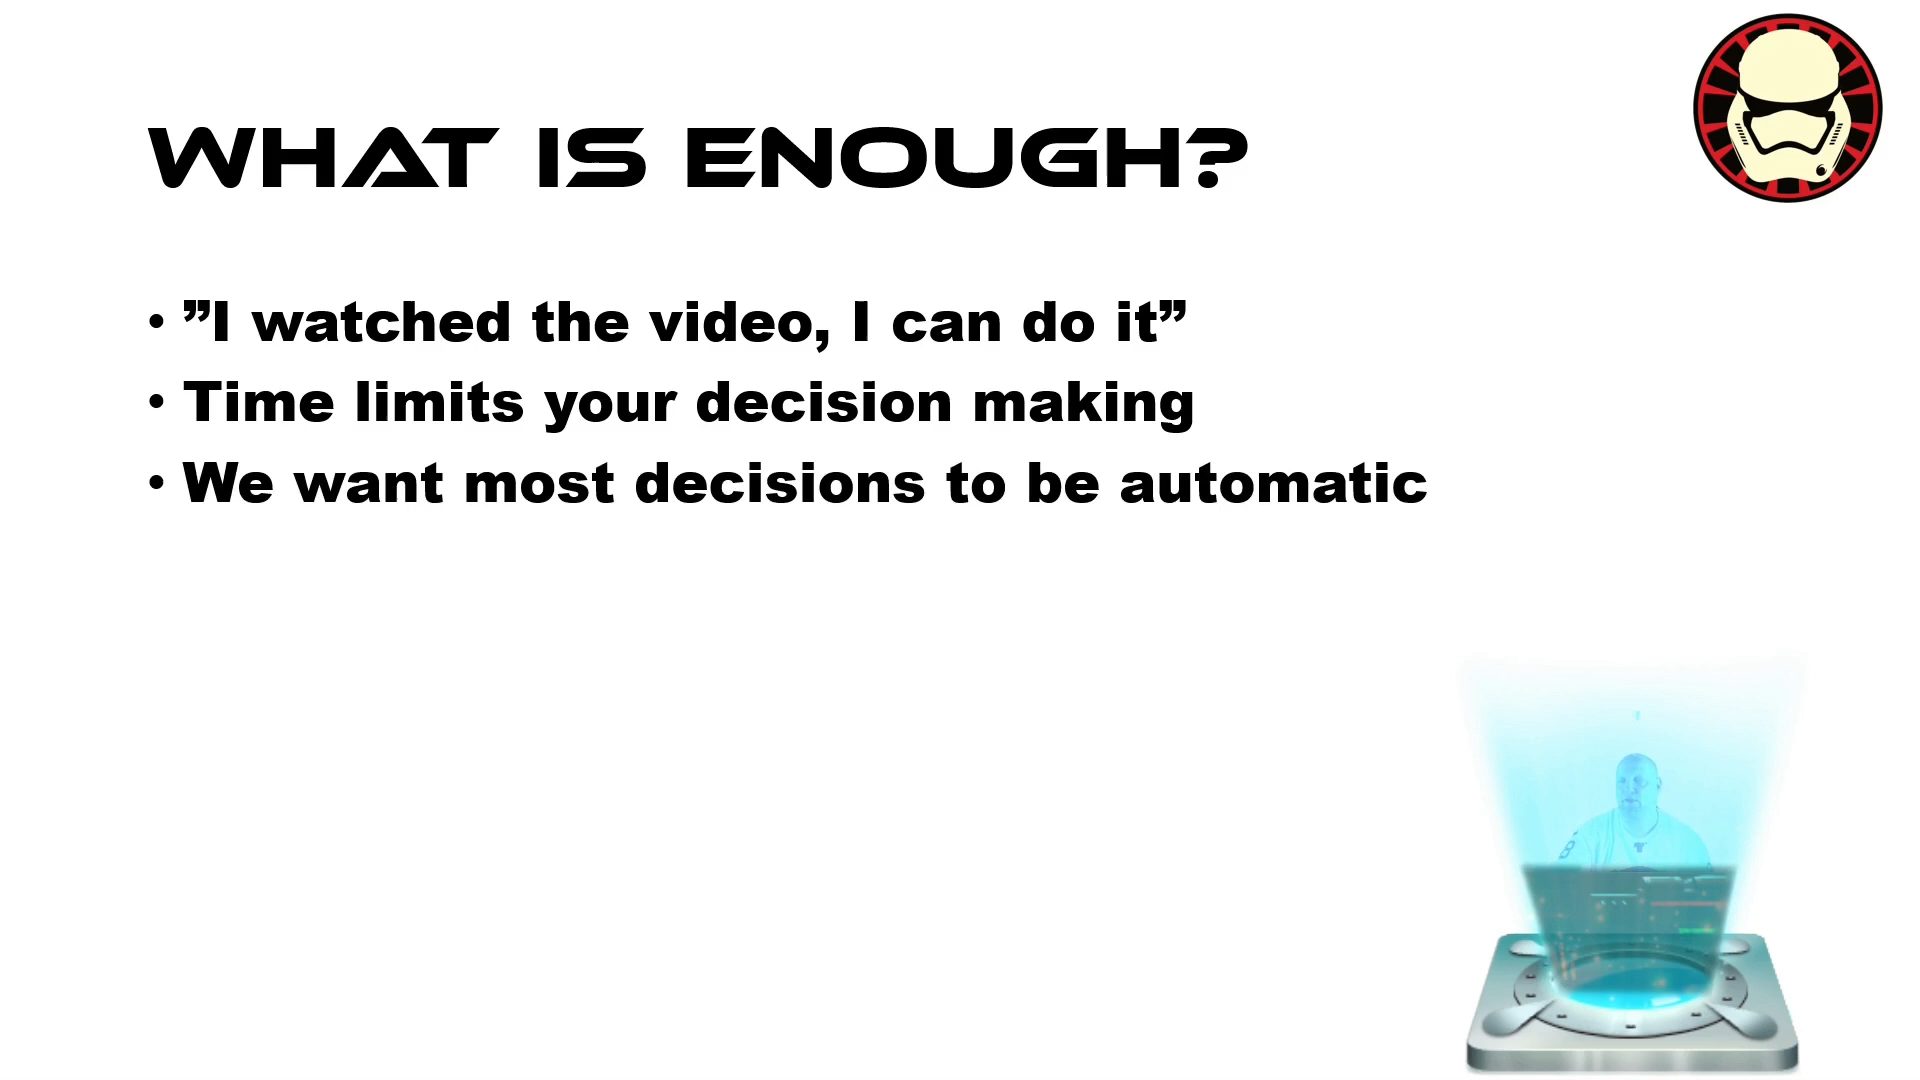 WHAT IS ENOUGH?
• ”I watched the video, I can do it”
• Time limits your decision making
• We want most decisions to be automatic